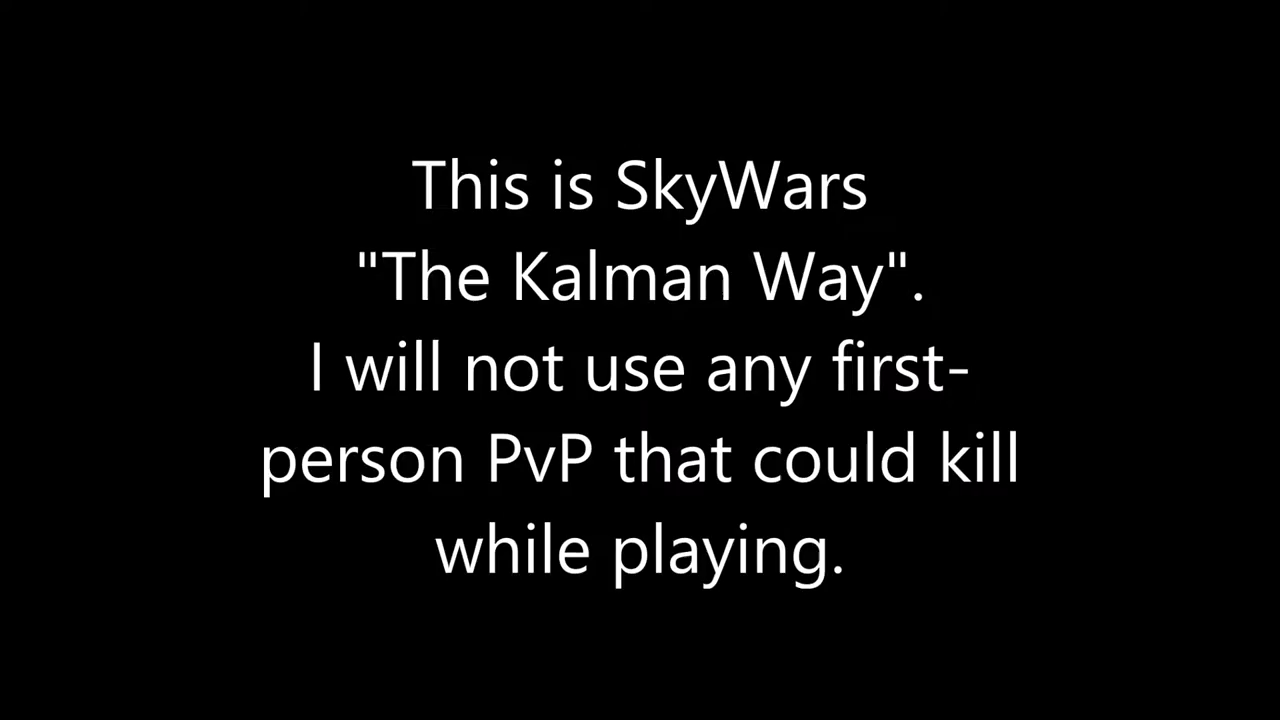 This is SkyWars
"The Kalman Way".
I will not use any first-
person PvP that could kill
while playing.